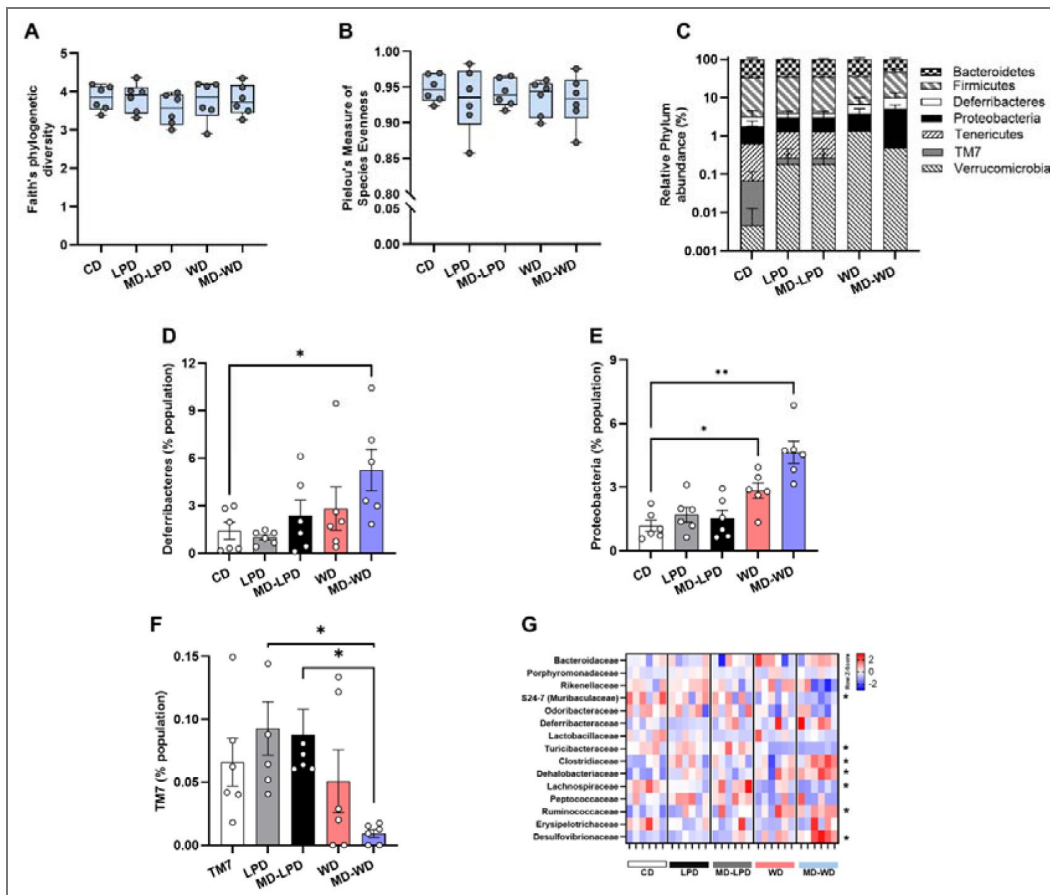 A
Faith's phylogenetic
diversity
5
4
3
2
1
0
CD
LPD
MD-LPD
WD
MD-WD
B
Pielou's Measure of
Species Evenness
1.00
0.95
0.90
0.85
0.80
0.05
0.00
CD
LPD
MD-LPD
WD
MD-WD
C
Relative Phylum
abundance (%)
100
10
1
0.1
0.01
0.001
CD
LPD
MD-LPD
WD
MD-WD
Bacteroidetes
Firmicutes
Deferribacteres
Proteobacteria
Tenericutes
TM7
Verrucomicrobia
D
Deferribacteres (% population)
12
9
6
3
0
*
CD
LPD
MD-LPD
WD
MD-WD
E
Proteobacteria (% population)
9
6
3
0
**
*
CD
LPD
MD-LPD
WD
MD-WD
F
TM7 (% population)
0.15
0.10
0.05
0.00
*
*
TM7
LPD
MD-LPD
WD
MD-WD
G
Bacteroidaceae
Porphyromonadaceae
Rikenellaceae
S24-7 (Muribaculaceae) *
Odoribacteraceae
Deferribacteraceae
Lactobacillaceae
Turicibacteraceae *
Clostridiaceae *
Dehalobacteriaceae *
Lachnospiraceae *
Peptococcaceae
Ruminococcaceae *
Erysipelotrichaceae
Desulfovibrionaceae *
CD
LPD
MD-LPD
WD
MD-WD
Row Z-Score
2
0
-2